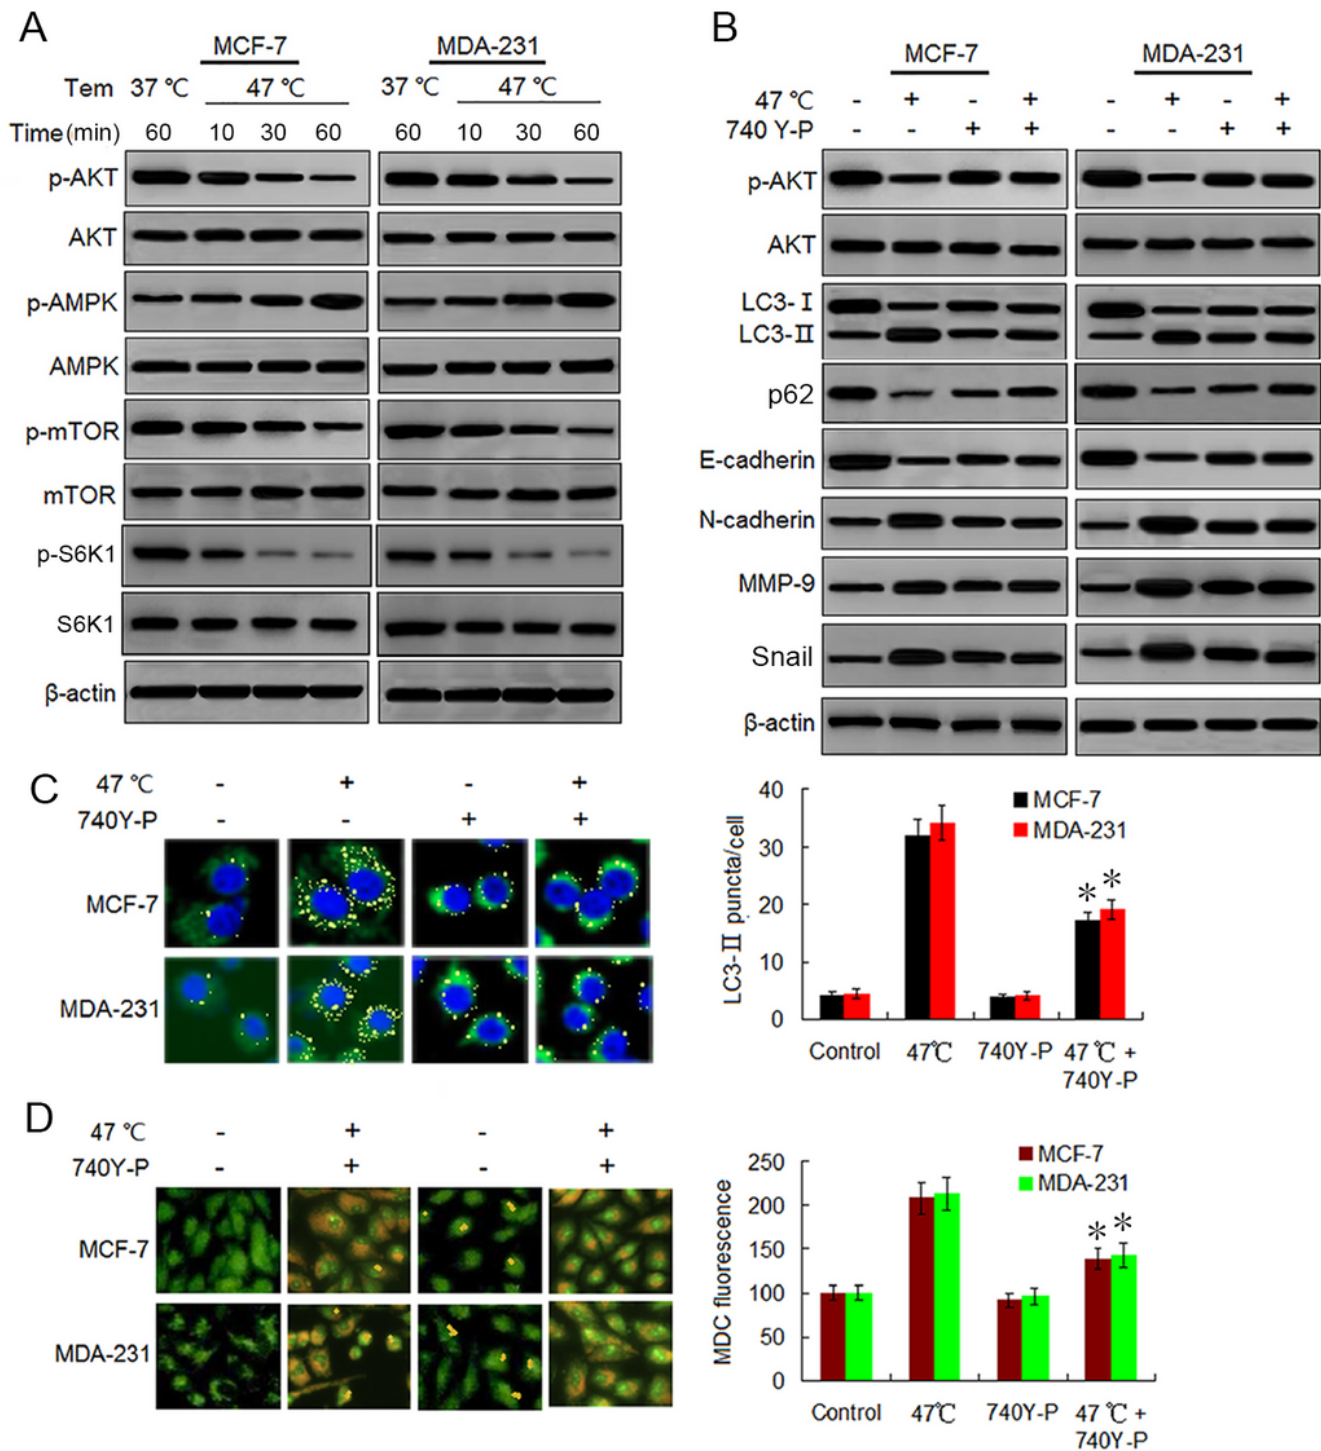 A
MCF-7 MDA-231
Tem 37 ℃ 47 ℃ 37 ℃ 47 ℃
Time(min) 60 10 30 60 60 10 30 60
p-AKT
AKT
p-AMPK
AMPK
p-mTOR
mTOR
p-S6K1
S6K1
β-actin
B
MCF-7 MDA-231
47 ℃ - + - + - + - +
740 Y-P - - + + - - + +
p-AKT
AKT
LC3-Ⅰ
LC3-Ⅱ
p62
E-cadherin
N-cadherin
MMP-9
Snail
β-actin
C
47 ℃ - + - +
740Y-P - - + +
MCF-7
MDA-231
40
30
20
10
0
LC3-Ⅱ puncta/cell
MCF-7
MDA-231
* *
Control 47℃ 740Y-P 47 ℃ +
740Y-P
D
47 ℃ - + - +
740Y-P - + - +
MCF-7
MDA-231
250
200
150
100
50
0
MDC fluorescence
MCF-7
MDA-231
* *
Control 47℃ 740Y-P 47 ℃ +
740Y-P